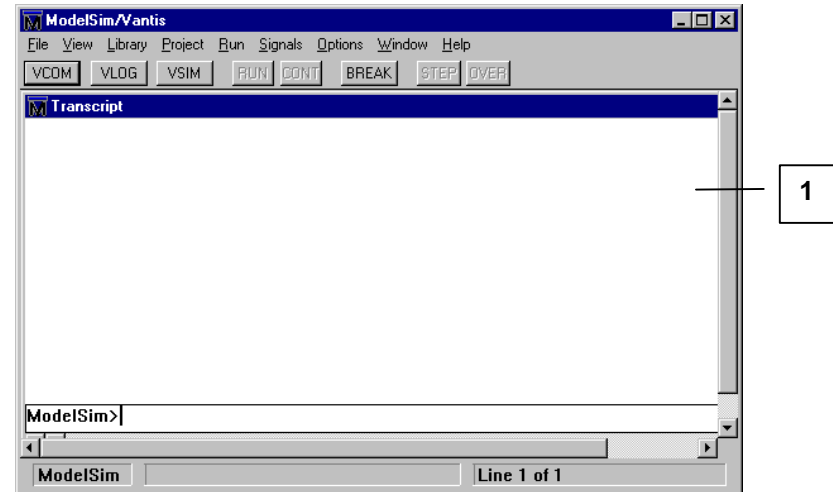 ModelSim/Vantis
File View Library Project Run Signals Options Window Help
VCOM VLOG VSIM RUN CONT BREAK STEP OVER
Transcript
1
ModelSim>
ModelSim Line 1 of 1